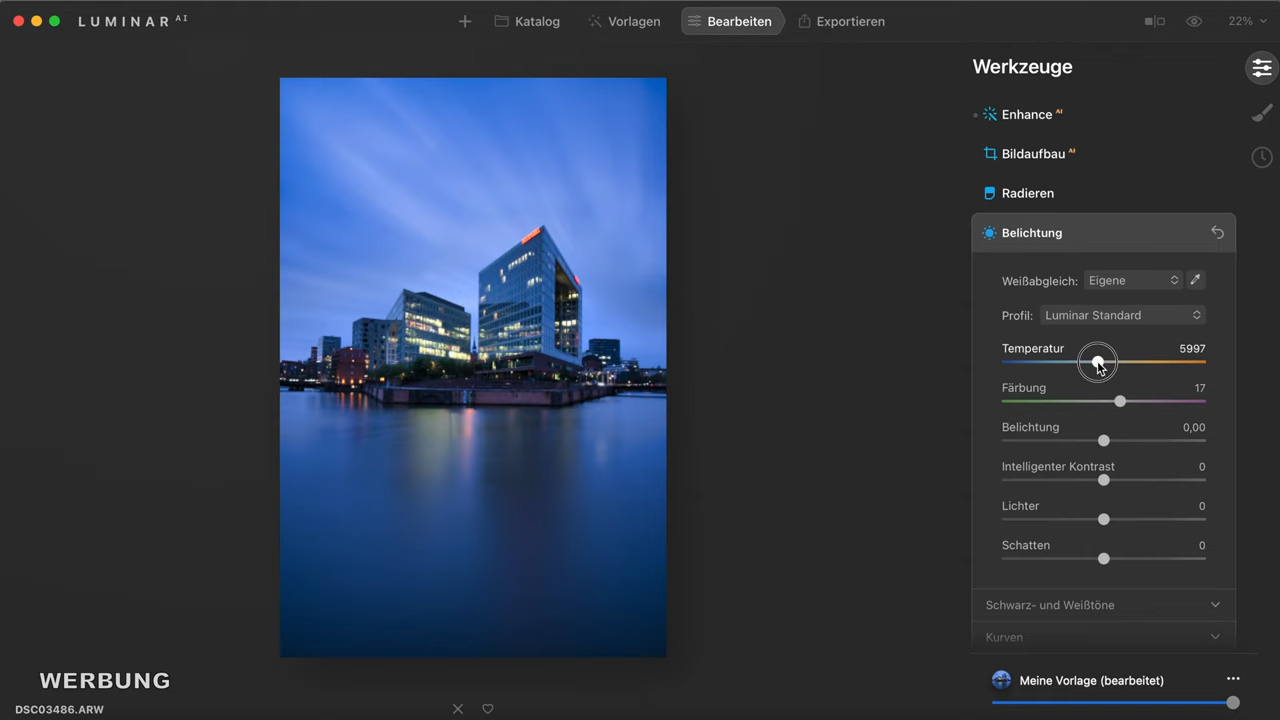 LUMINAR AI
Katalog
Vorlagen
Bearbeiten
Exportieren
22%
Werkzeuge
Enhance AI
Bildaufbau AI
Radieren
Belichtung
Weißabgleich: Eigene
Profil: Luminar Standard
Temperatur 5997
Färbung 17
Belichtung 0,00
Intelligenter Kontrast 0
Lichter 0
Schatten 0
Schwarz- und Weißtöne
Kurven
Meine Vorlage (bearbeitet)
WERBUNG
DSC03486.ARW